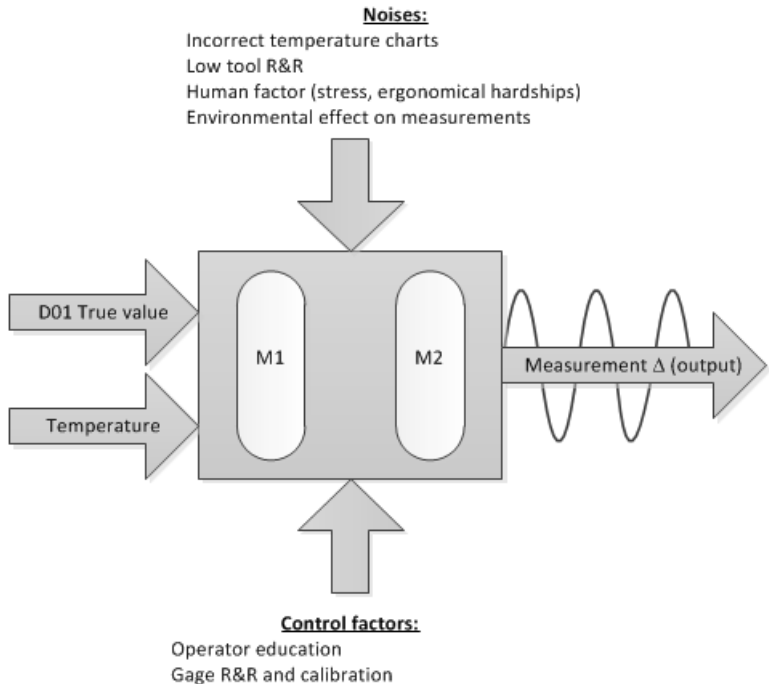 Noises:
Incorrect temperature charts
Low tool R&R
Human factor (stress, ergonomical hardships)
Environmental effect on measurements
D01 True value
M1
M2
Measurement Δ (output)
Temperature
Control factors:
Operator education
Gage R&R and calibration